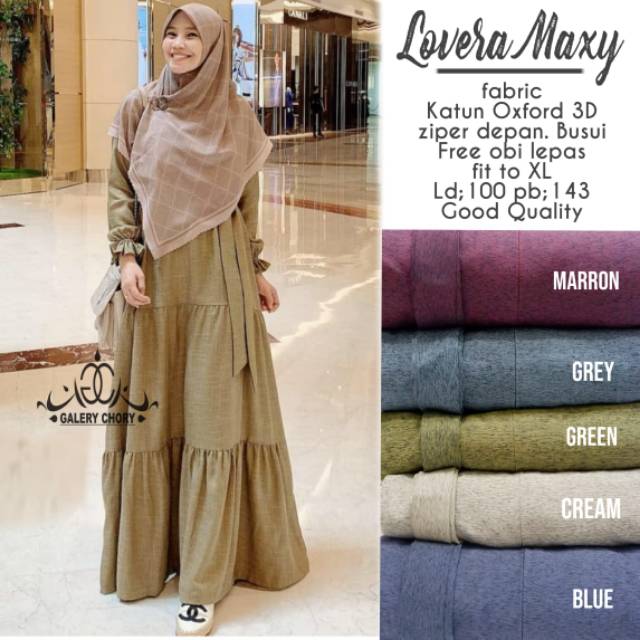 Lovera Maxy
fabric
Katun Oxford 3D
ziper depan. Busui
Free obi lepas
fit to XL
Ld;100 pb;143
Good Quality
MARRON
GREY
GREEN
CREAM
BLUE
GALERY CHORY